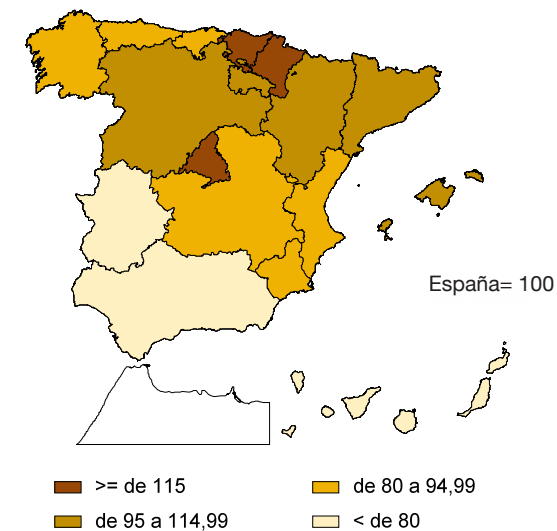 España= 100
>= de 115
de 80 a 94,99
de 95 a 114,99
< de 80